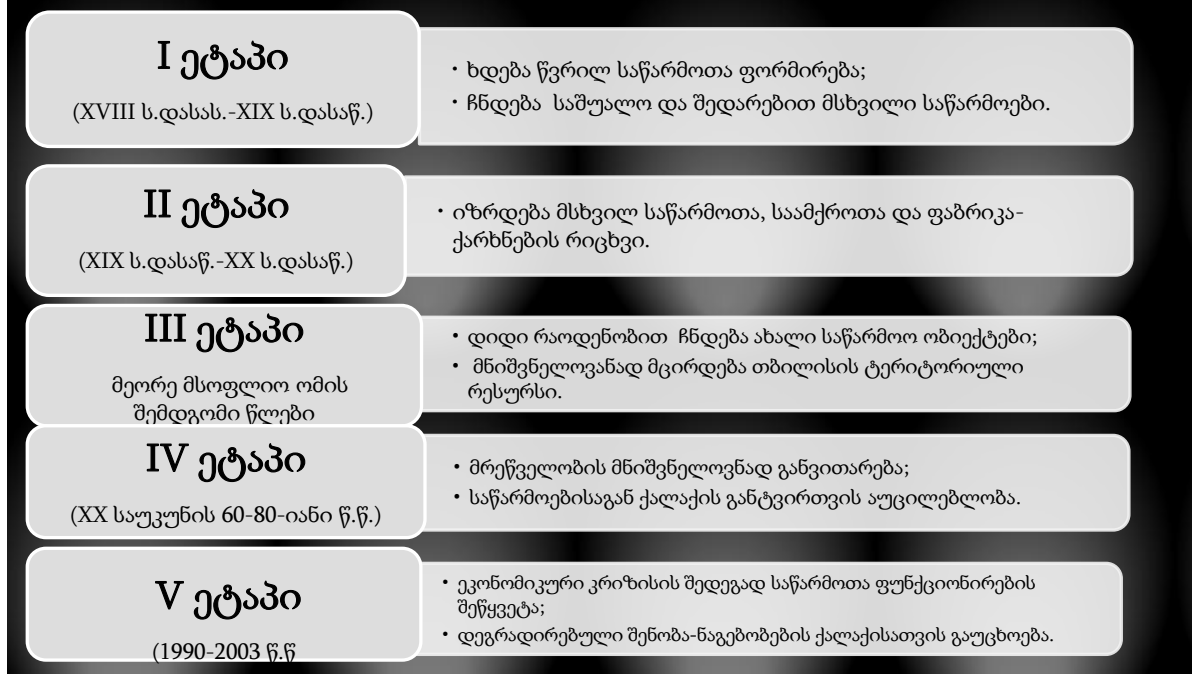 I ეტაპი
(XVIII ს.დასას.-XIX ს.დასაწ.)
• ხდება წვრილ საწარმოთა ფორმირება;
• ჩნდება საშუალო და შედარებით მსხვილი საწარმოები.
II ეტაპი
(XIX ს.დასაწ.-XX ს.დასაწ.)
• იზრდება მსხვილ საწარმოთა, საამქროთა და ფაბრიკა-
ქარხნების რიცხვი.
III ეტაპი
მეორე მსოფლიო ომის
შემდგომი წლები
• დიდი რაოდენობით ჩნდება ახალი საწარმოო ობიექტები;
• მნიშვნელოვანად მცირდება თბილისის ტერიტორიული
რესურსი.
IV ეტაპი
(XX საუკუნის 60-80-იანი წ.წ.)
• მრეწველობის მნიშვნელოვნად განვითარება;
• საწარმოებისაგან ქალაქის განტვირთვის აუცილებლობა.
V ეტაპი
(1990-2003 წ.წ
• ეკონომიკური კრიზისის შედეგად საწარმოთა ფუნქციონირების
შეწყვეტა;
• დეგრადირებული შენობა-ნაგებობების ქალაქისათვის გაუცხოება.